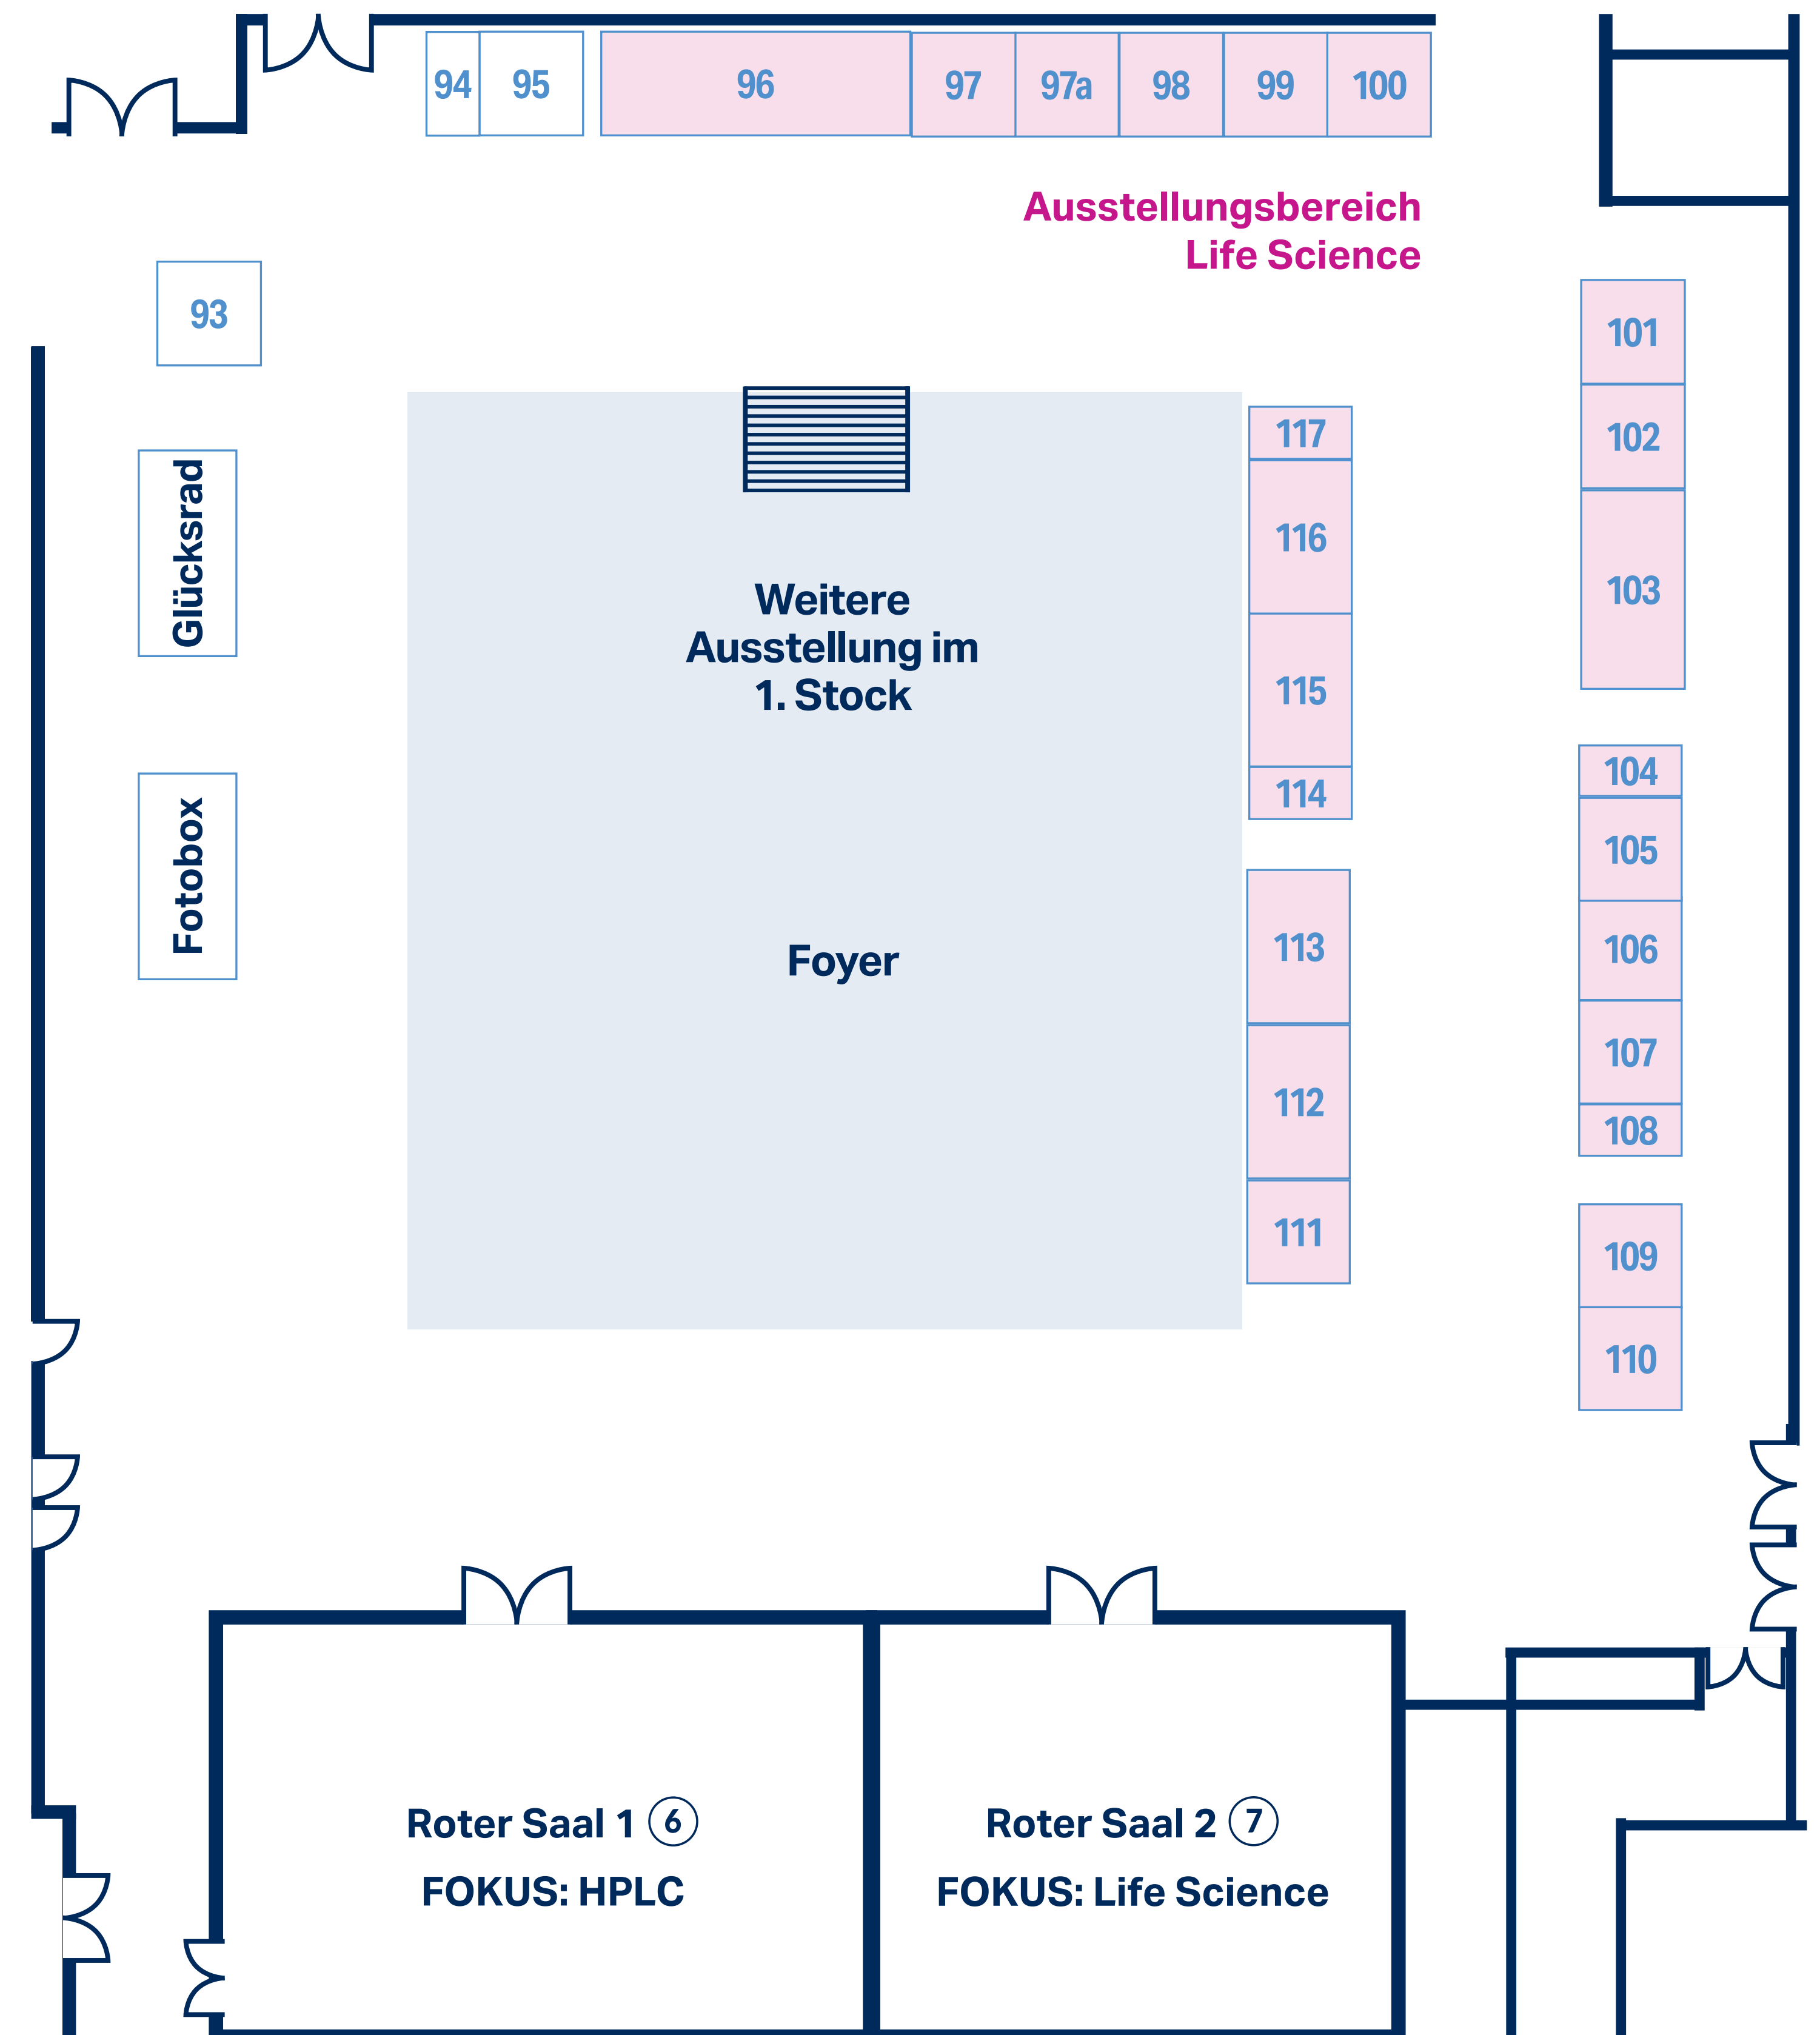 94
95
96
97
97a
98
99
100
Ausstellungsbereich
Life Science
93
101
102
103
Glücksrad
117
116
115
114
Weitere
Ausstellung im
1. Stock
104
105
106
107
108
Fotobox
Foyer
113
112
111
109
110
Roter Saal 1 6
FOKUS: HPLC
Roter Saal 2 7
FOKUS: Life Science